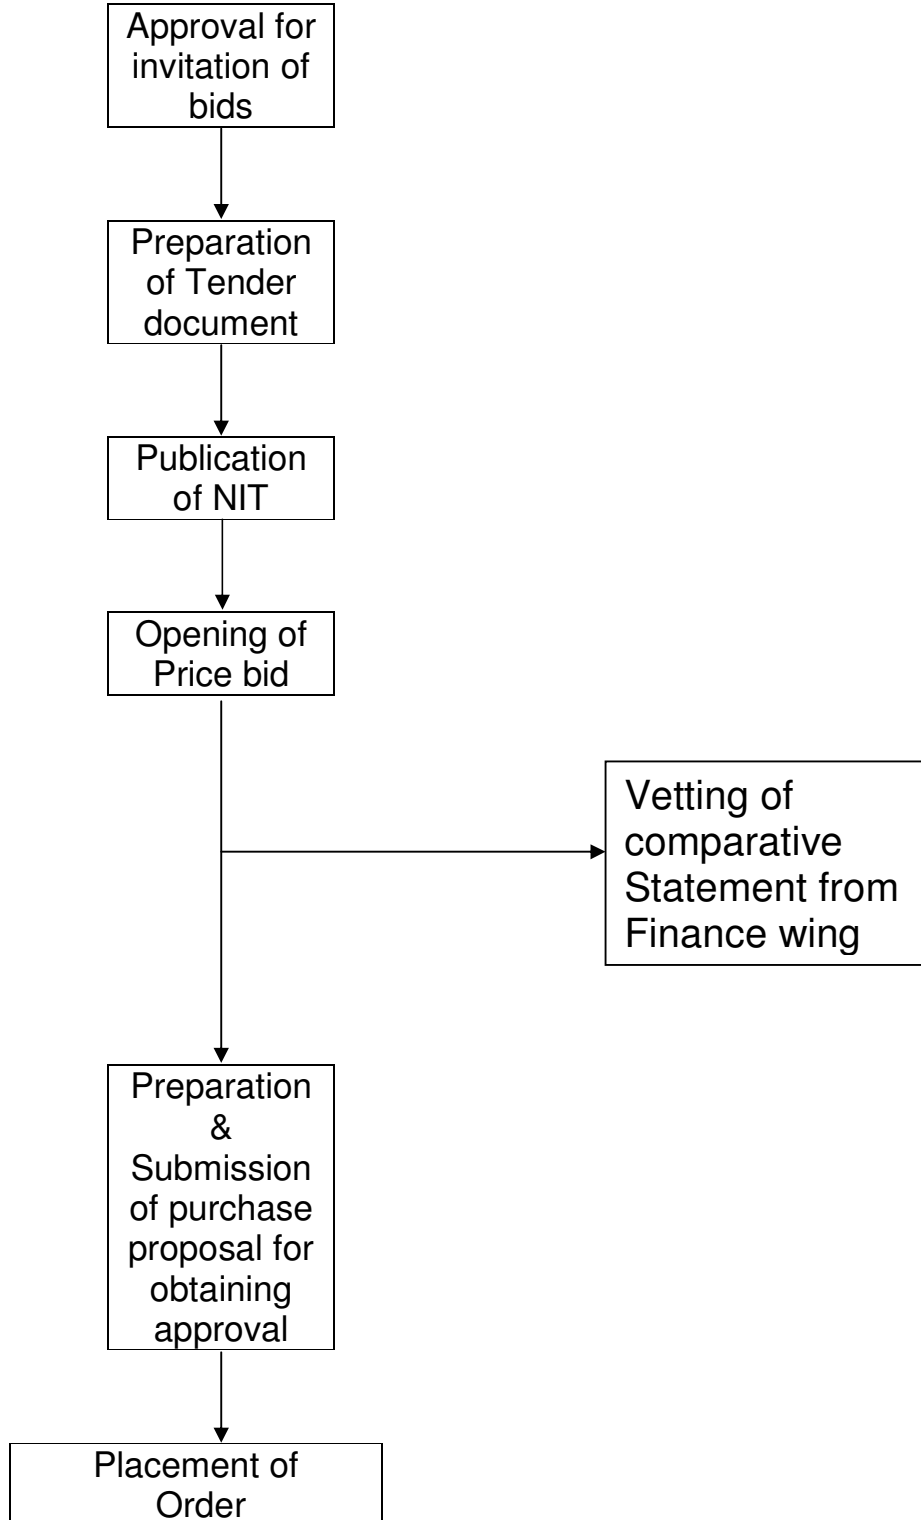 Approval for
invitation of
bids
Preparation
of Tender
document
Publication
of NIT
Opening of
Price bid
Vetting of
comparative
Statement from
Finance wing
Preparation
&
Submission
of purchase
proposal for
obtaining
approval
Placement of
Order